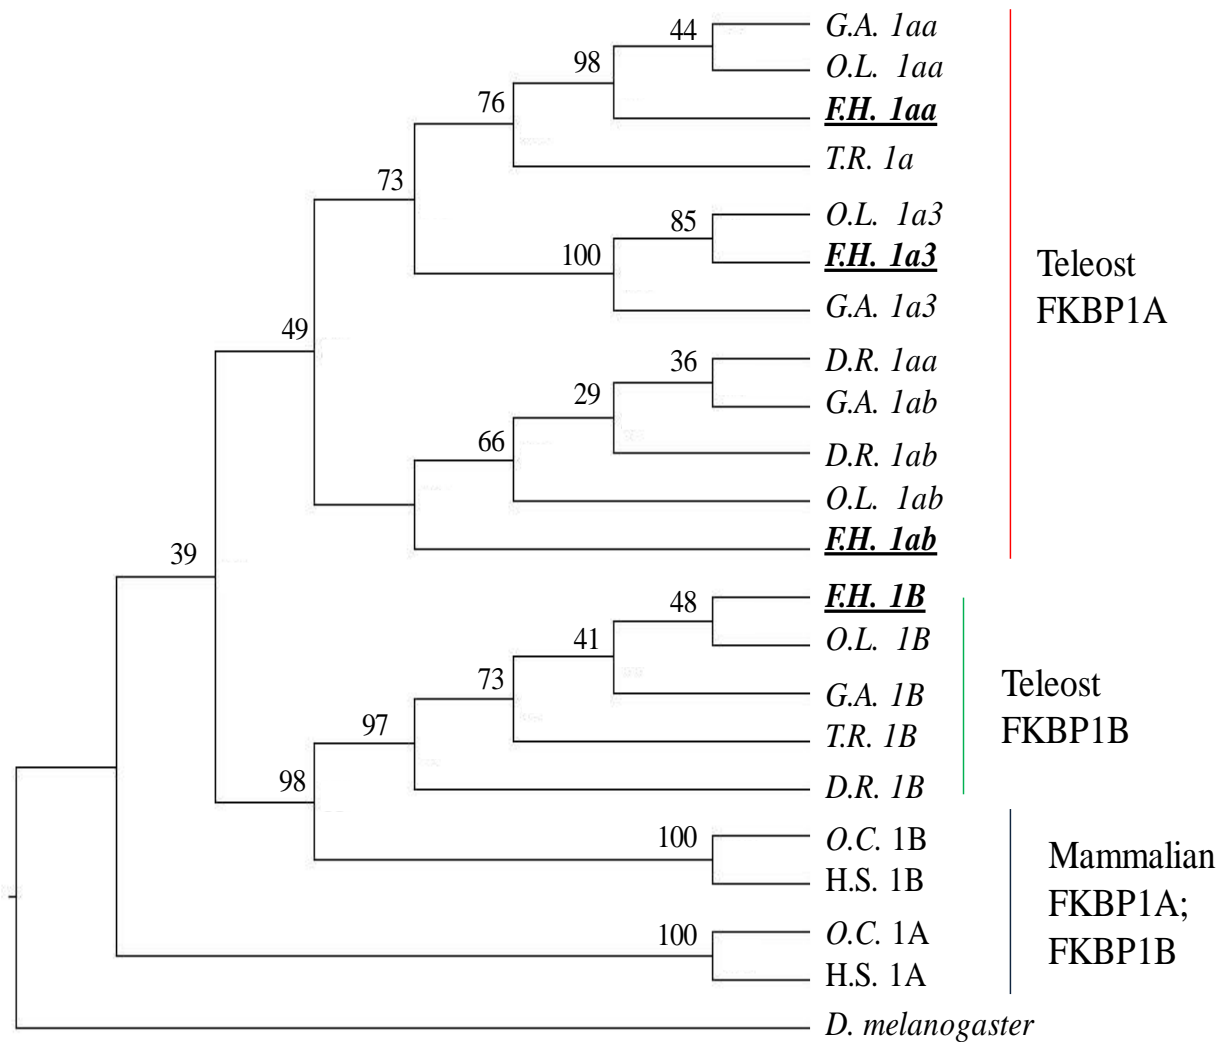 44
G.A. 1aa
98
O.L. 1aa
76
F.H. 1aa
T.R. 1a
73
O.L. 1a3
85
F.H. 1a3
100
G.A. 1a3
Teleost
FKBP1A
49
D.R. 1aa
36
G.A. 1ab
29
D.R. 1ab
66
O.L. 1ab
F.H. 1ab
39
F.H. 1B
48
O.L. 1B
41
G.A. 1B
73
T.R. 1B
97
D.R. 1B
98
Teleost
FKBP1B
O.C. 1B
100
H.S. 1B
O.C. 1A
100
H.S. 1A
Mammalian
FKBP1A;
FKBP1B
D. melanogaster